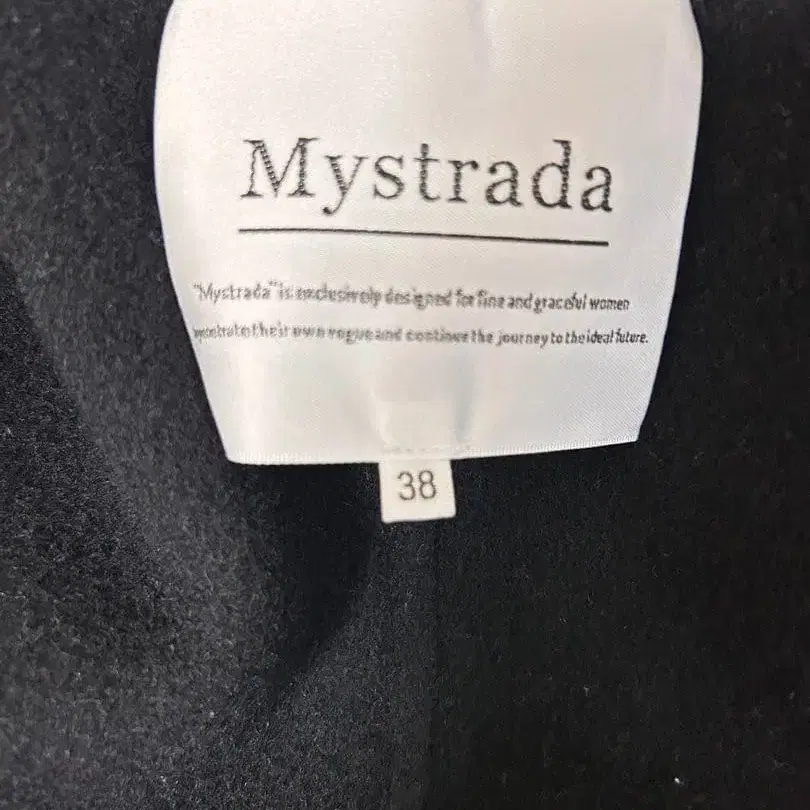 Mystrada
"Mystrada" is exclusively designed for fine and graceful women
their own vogue and continue the journey to the ideal future.
38